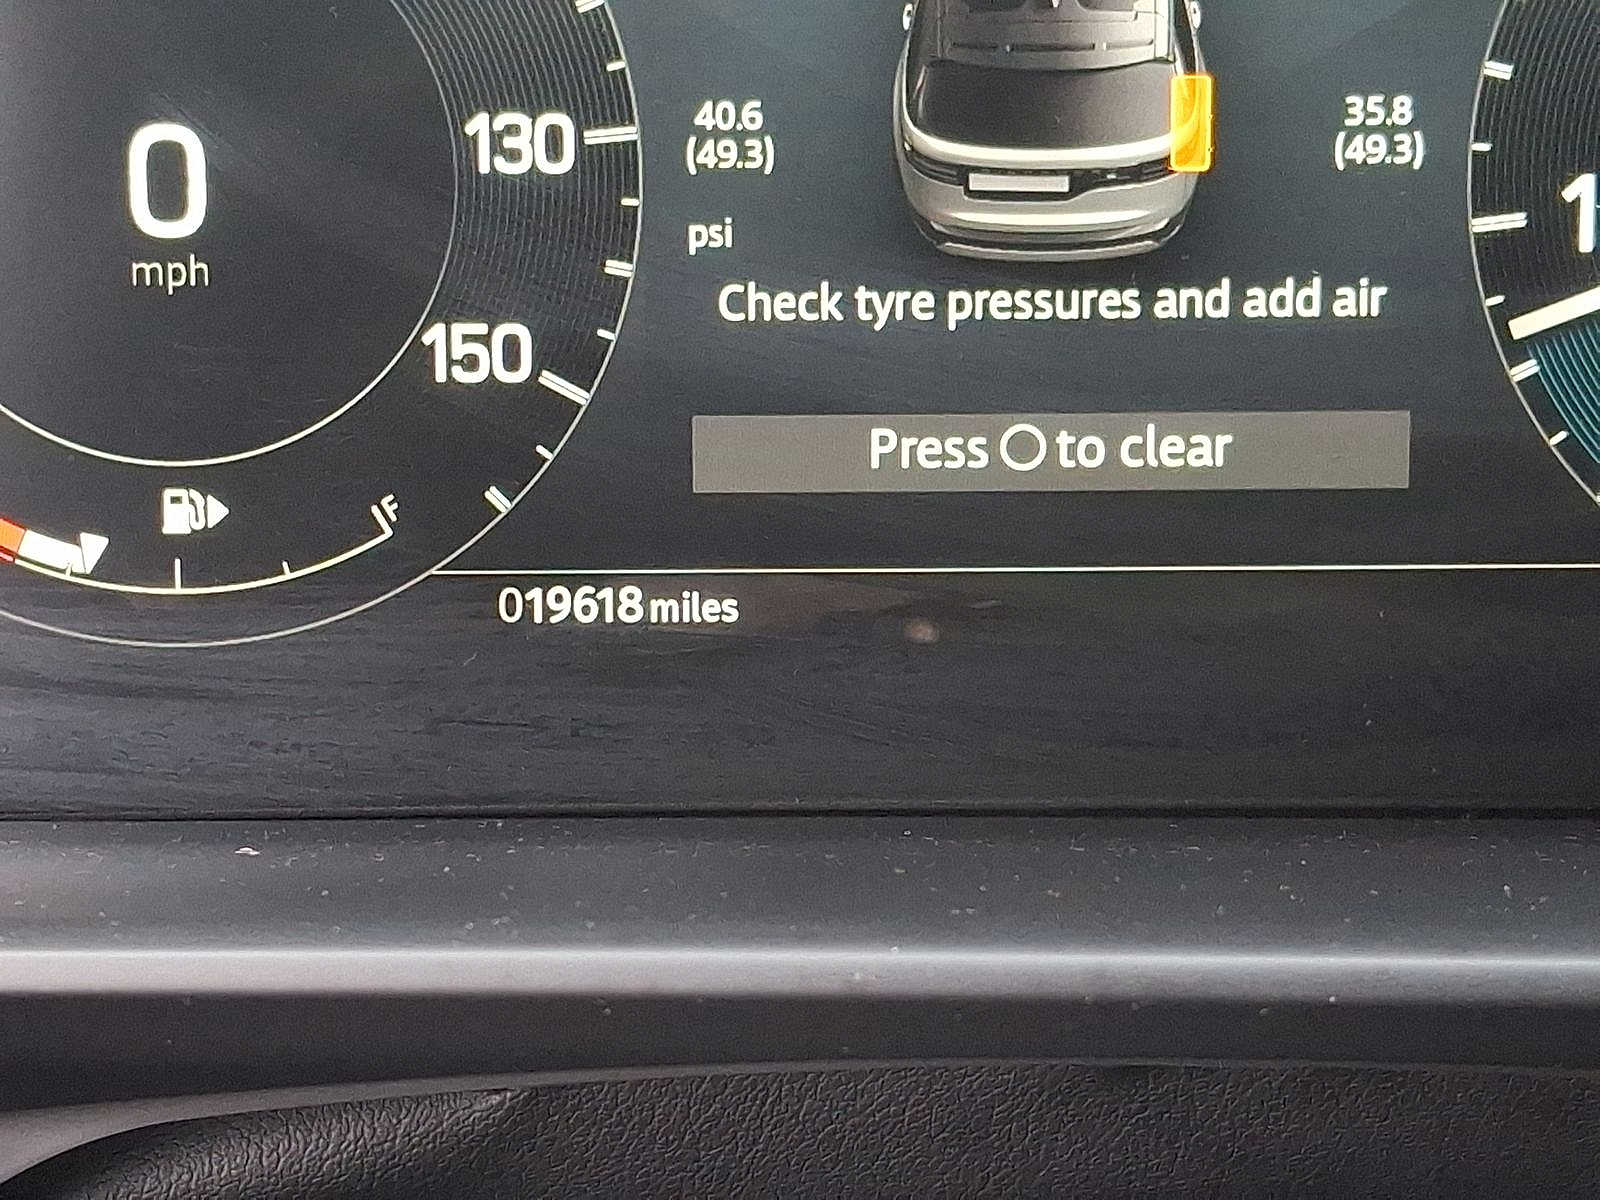 130
40.6
(49.3)
35.8
(49.3)
0
mph
psi
1
Check tyre pressures and add air
150
Press to clear
F
019618 miles